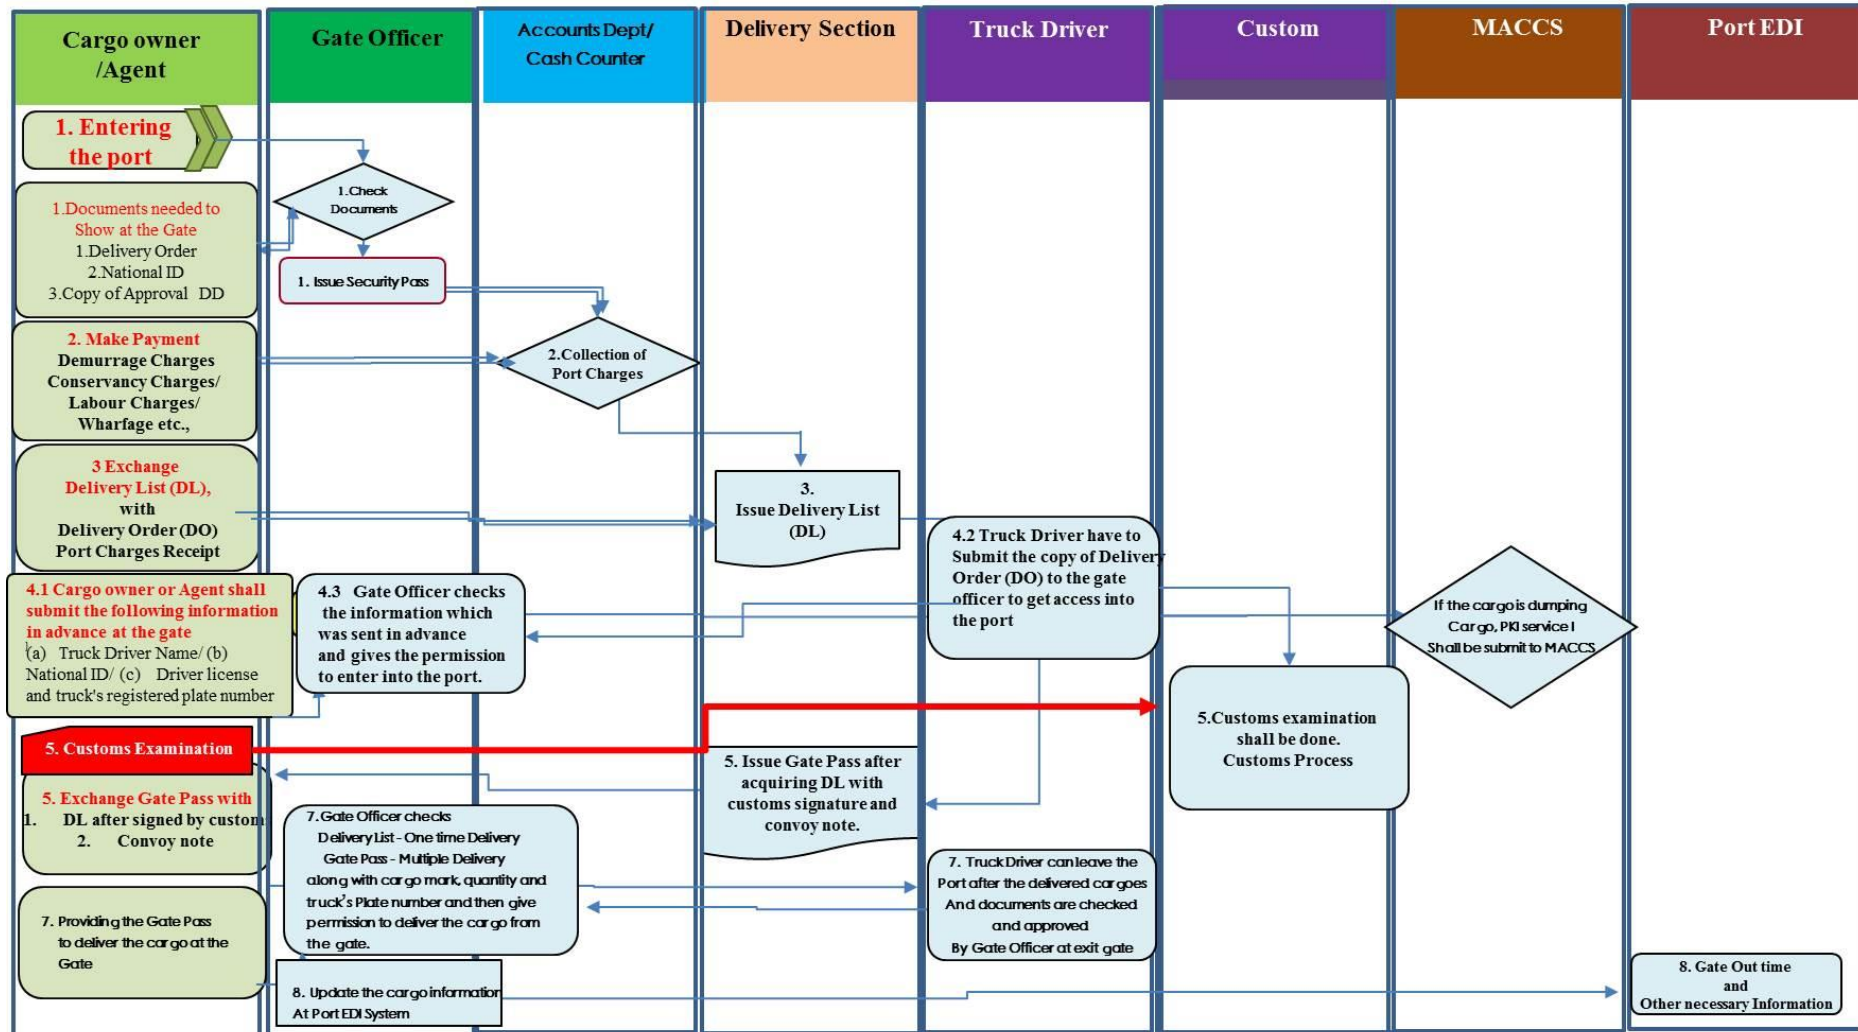 Cargo owner
/Agent
Gate Officer
Accounts Dept/
Cash Counter
Delivery Section
Truck Driver
Custom
MACCS
Port EDI
1. Entering
the port
1.Check
Documents
1.Documents needed to
Show at the Gate
1.Delivery Order
2.National ID
3.Copy of Approval DD
1. Issue Security Pass
2. Make Payment
Demurrage Charges
Conservancy Charges/
Labour Charges/
Wharfage etc.,
2.Collection of
Port Charges
3 Exchange
Delivery List (DL),
with
Delivery Order (DO)
Port Charges Receipt
3.
Issue Delivery List
(DL)
4.1 Cargo owner or Agent shall
submit the following information
in advance at the gate
(a) Truck Driver Name/ (b)
National ID/ (c) Driver license
and truck's registered plate number
4.3 Gate Officer checks
the information which
was sent in advance
and gives the permission
to enter into the port.
4.2 Truck Driver have to
Submit the copy of Delivery
Order (DO) to the gate
officer to get access into
the port
If the cargo is dumping
Cargo, PKI service I
Shall be submit to MACCS
5. Customs Examination
5.Customs examination
shall be done.
Customs Process
5. Exchange Gate Pass with
1. DL after signed by custom
2. Convoy note
5. Issue Gate Pass after
acquiring DL with
customs signature and
convoy note.
7.Gate Officer checks
Delivery List - One time Delivery
Gate Pass - Multiple Delivery
along with cargo mark, quantity and
truck's Plate number and then give
permission to deliver the cargo from
the gate.
7. Truck Driver can leave the
Port after the delivered cargoes
And documents are checked
and approved
By Gate Officer at exit gate
7. Providing the Gate Pass
to deliver the cargo at the
Gate
8. Update the cargo information
At Port EDI System
8. Gate Out time
and
Other necessary Information